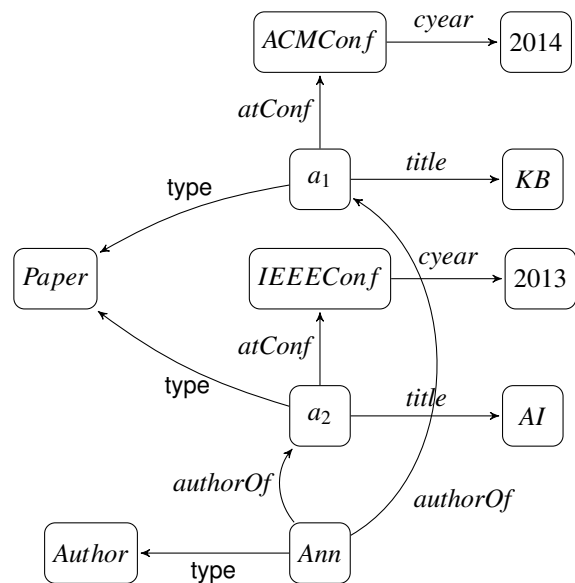 cyear
ACMConf
2014
atConf
title
type
a1
KB
cyear
Paper
IEEEConf
2013
atConf
type
title
a2
AI
authorOf
authorOf
Author
type
Ann